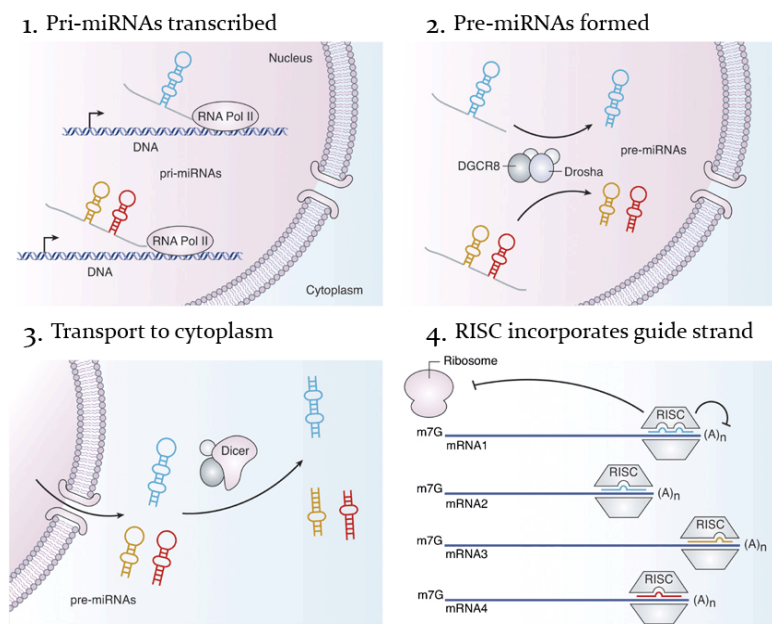 1. Pri-miRNAs transcribed
Nucleus
RNA Pol II
DNA
pri-miRNAs
RNA Pol II
DNA
Cytoplasm
2. Pre-miRNAs formed
DGCR8
Drosha
pre-miRNAs
3. Transport to cytoplasm
Dicer
pre-miRNAs
4. RISC incorporates guide strand
Ribosome
RISC
m7G
(A)n
mRNA1
RISC
m7G
(A)n
mRNA2
RISC
m7G
(A)n
mRNA3
RISC
m7G
(A)n
mRNA4